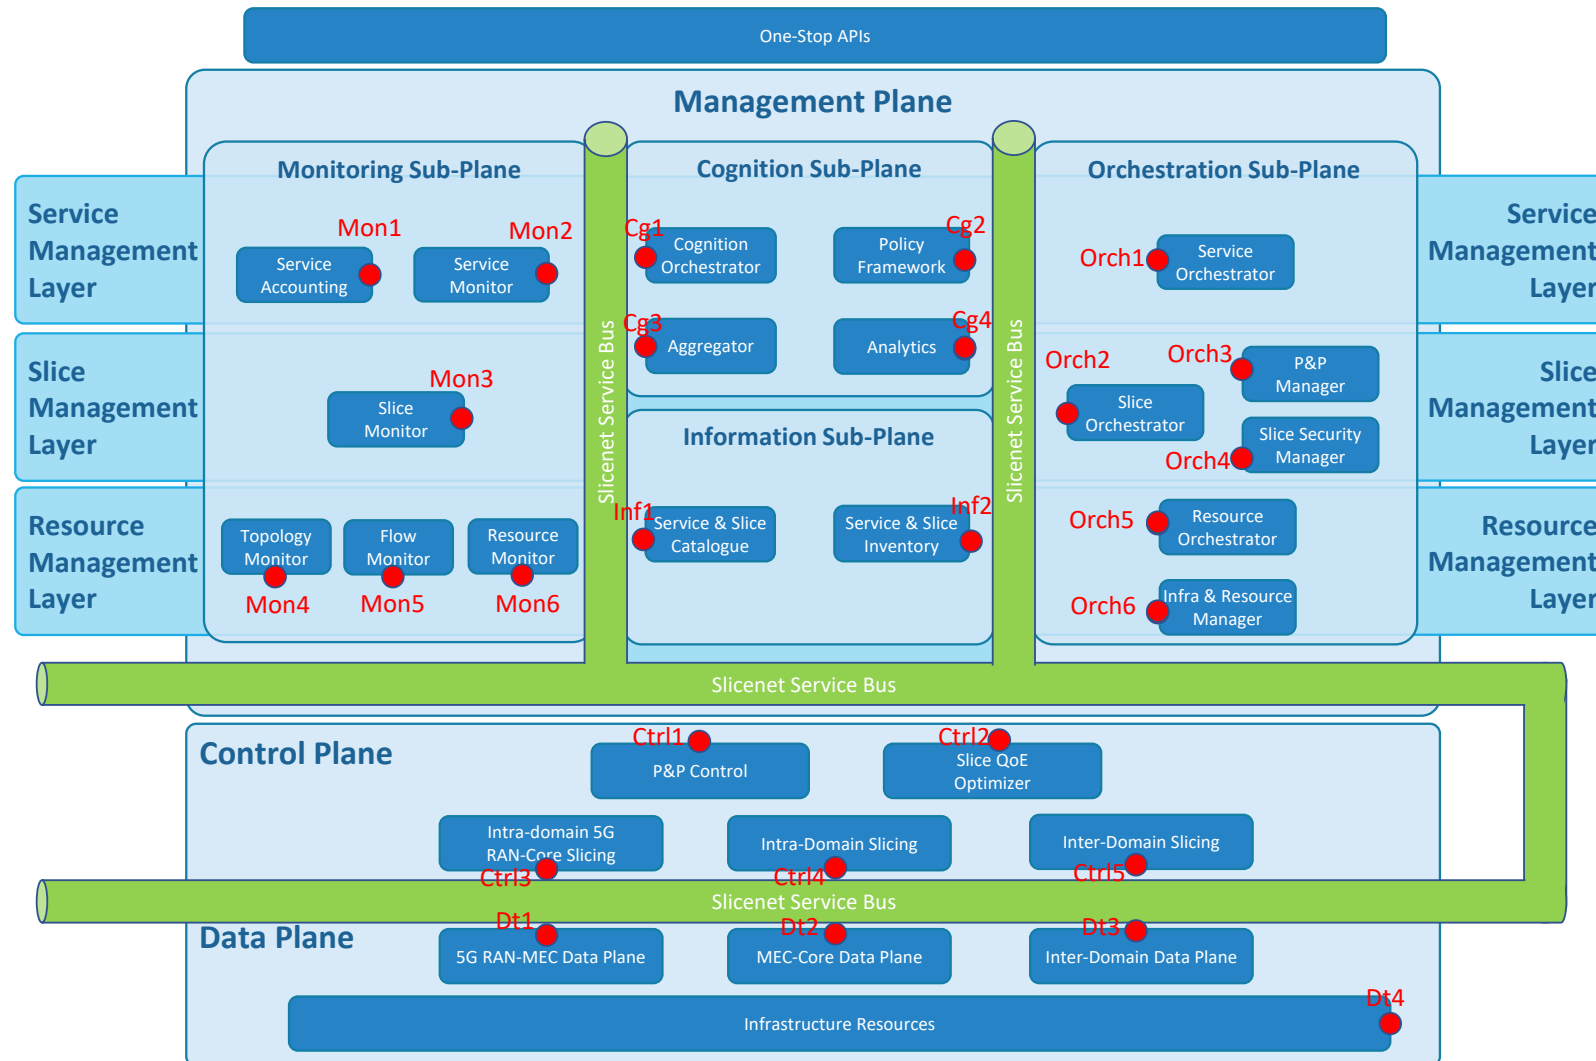 One-Stop APIs
Management Plane
Monitoring Sub-Plane
Cognition Sub-Plane
Orchestration Sub-Plane
Service
Management
Layer
Mon1
Service
Accounting
Mon2
Service
Monitor
Cg1
Cognition
Orchestrator
Cg2
Policy
Framework
Orch1
Service
Orchestrator
Service
Management
Layer
Cg3
Aggregator
Cg4
Analytics
Slicenet Service Bus
Slicenet Service Bus
Slice
Management
Layer
Mon3
Slice
Monitor
Information Sub-Plane
Orch2
Slice
Orchestrator
Orch3
P&P
Manager
Orch4
Slice Security
Manager
Slice
Management
Layer
Resource
Management
Layer
Topology
Monitor
Mon4
Flow
Monitor
Mon5
Resource
Monitor
Mon6
Inf1
Service & Slice
Catalogue
Inf2
Service & Slice
Inventory
Orch5
Resource
Orchestrator
Orch6
Infra & Resource
Manager
Resource
Management
Layer
Slicenet Service Bus
Control Plane
Ctrl1
P&P Control
Ctrl2
Slice QoE
Optimizer
Intra-domain 5G
RAN-Core Slicing
Ctrl3
Intra-Domain Slicing
Ctrl4
Inter-Domain Slicing
Ctrl5
Slicenet Service Bus
Data Plane
Dt1
5G RAN-MEC Data Plane
Dt2
MEC-Core Data Plane
Dt3
Inter-Domain Data Plane
Dt4
Infrastructure Resources